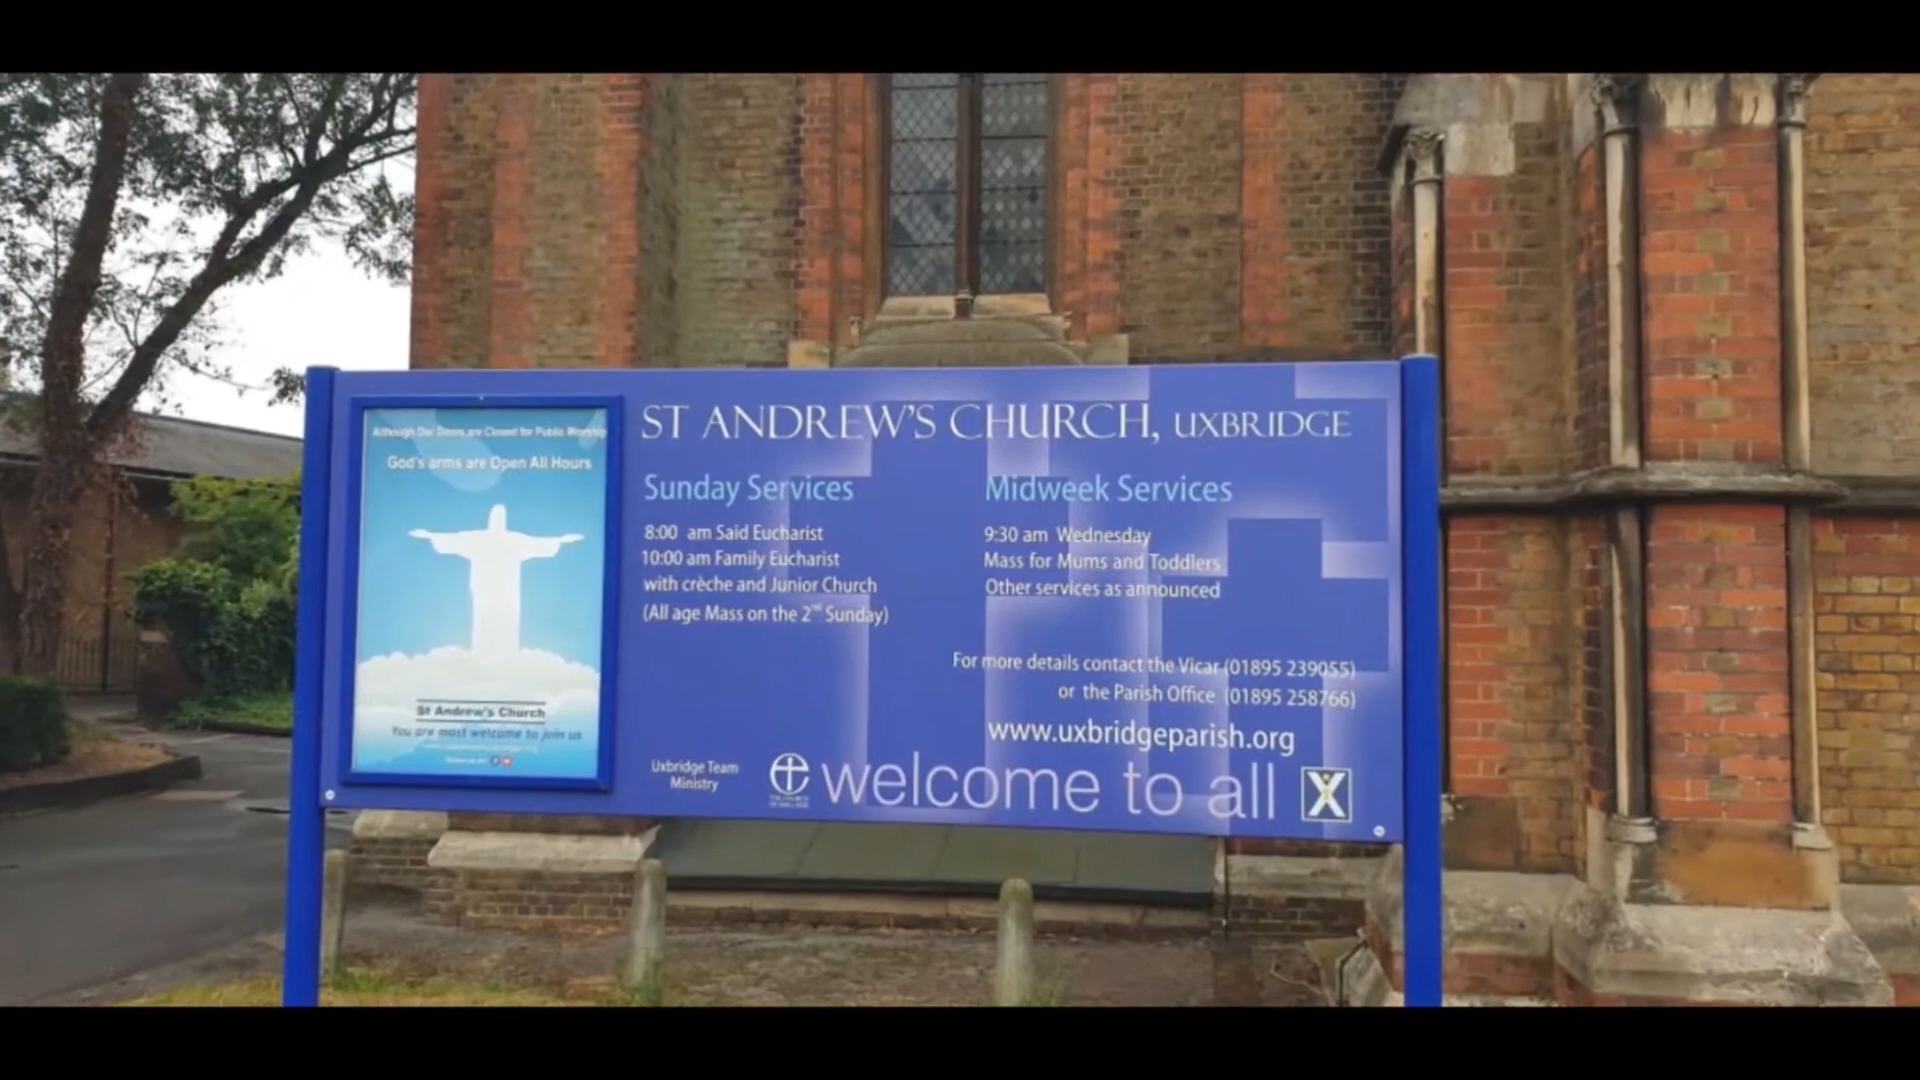 ST ANDREW'S CHURCH, UXBRIDGE
Although Our Doors are Closed for Public Worship
God's arms are Open All Hours
St Andrew's Church
You are most welcome to join us
Sunday Services
8:00 am Said Eucharist
10:00 am Family Eucharist
with crèche and Junior Church
(All age Mass on the 2nd Sunday)
Midweek Services
9:30 am Wednesday
Mass for Mums and Toddlers
Other services as announced
For more details contact the Vicar (01895 239055)
or the Parish Office (01895 258766)
www.uxbridgeparish.org
Uxbridge Team
Ministry
THE CHURCH
OF ENGLAND
welcome to all